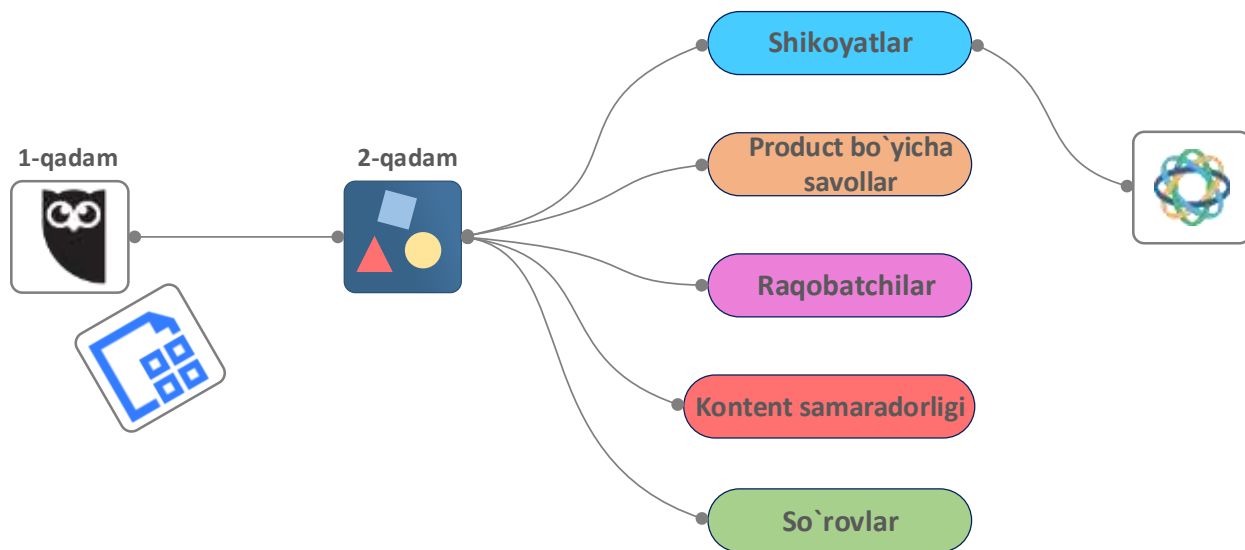 1-qadam
2-qadam
Shikoyatlar
Product bo`yicha
savollar
Raqobatchilar
Kontent samaradorligi
So`rovlar